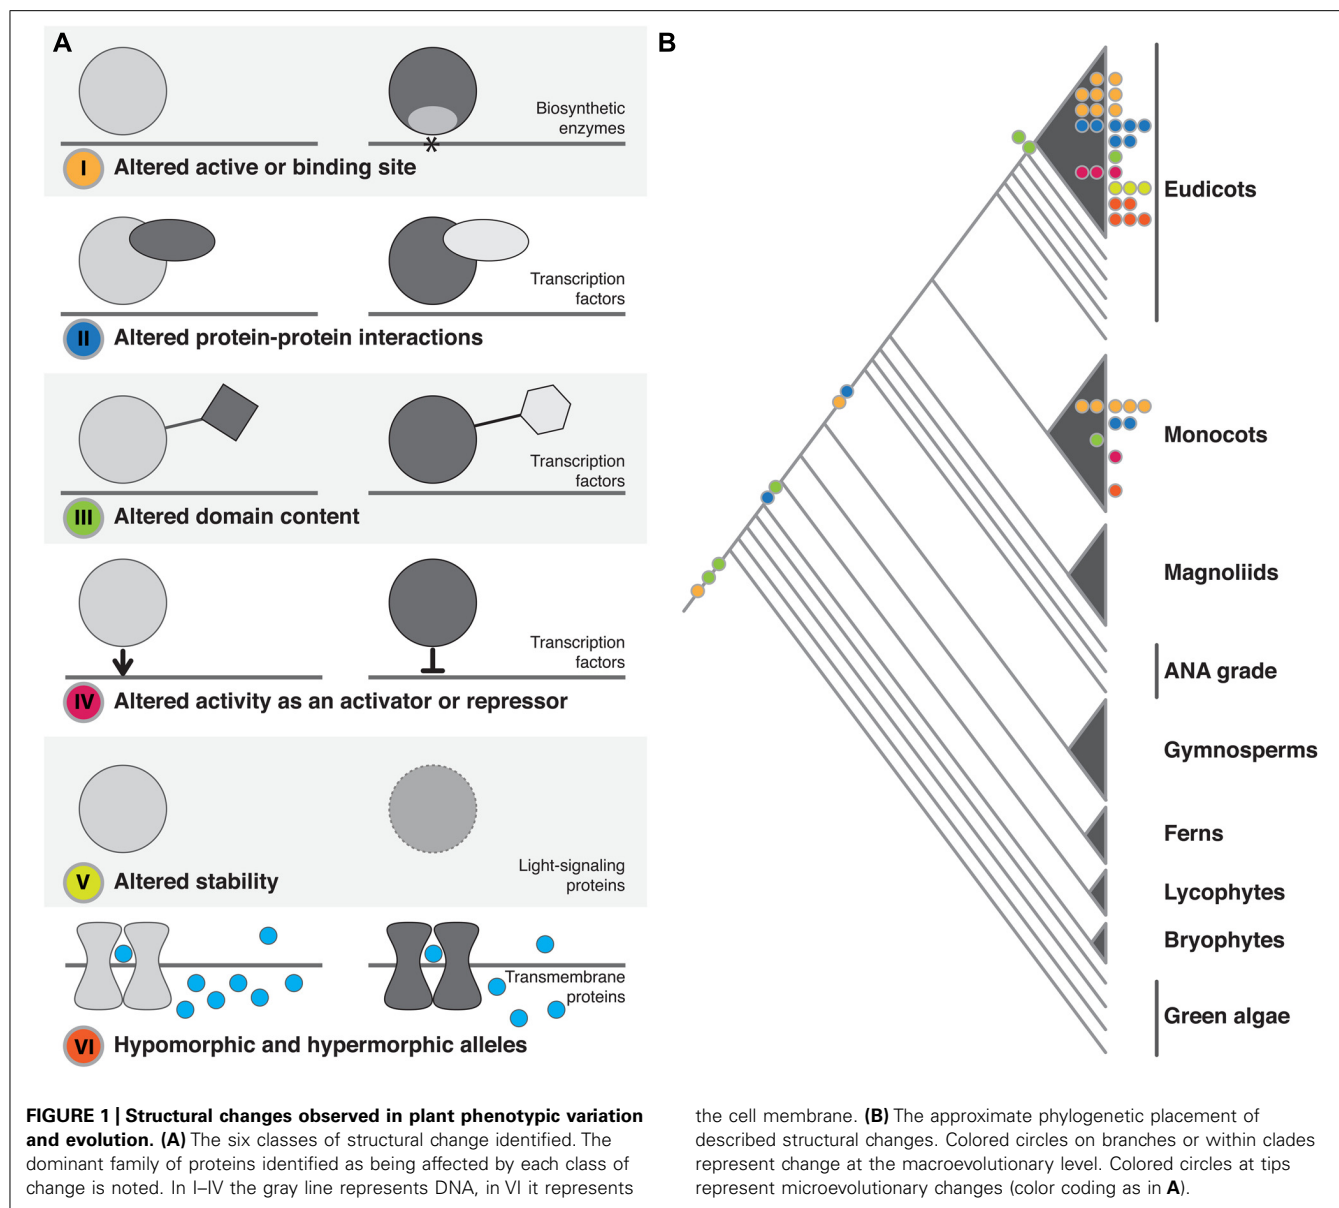 A
Biosynthetic
enzymes
*
I
Altered active or binding site
Transcription
factors
II
Altered protein-protein interactions
Transcription
factors
III
Altered domain content
Transcription
factors
IV
Altered activity as an activator or repressor
Light-signaling
proteins
V
Altered stability
Transmembrane
proteins
VI
Hypomorphic and hypermorphic alleles
B
Eudicots
Monocots
Magnoliids
ANA grade
Gymnosperms
Ferns
Lycophytes
Bryophytes
Green algae
FIGURE 1 | Structural changes observed in plant phenotypic variation
and evolution. (A) The six classes of structural change identified. The
dominant family of proteins identified as being affected by each class of
change is noted. In I–IV the gray line represents DNA, in VI it represents
the cell membrane. (B) The approximate phylogenetic placement of
described structural changes. Colored circles on branches or within clades
represent change at the macroevolutionary level. Colored circles at tips
represent microevolutionary changes (color coding as in A).